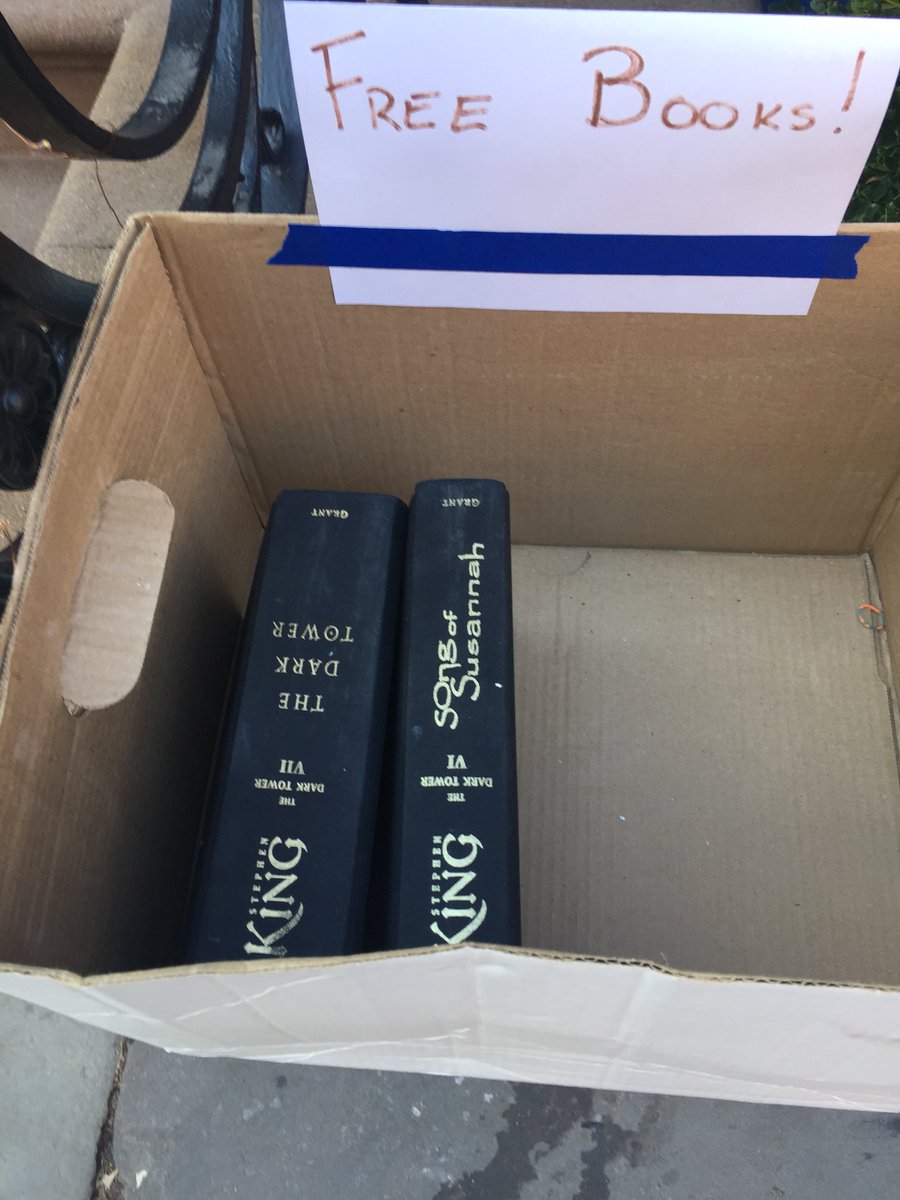 FREE BOOKS!
STEPHEN
KING
THE
DARK TOWER
VII
THE
DARK
TOWER
GRANT
STEPHEN
KING
THE
DARK TOWER
VI
Song of
Susannah
GRANT